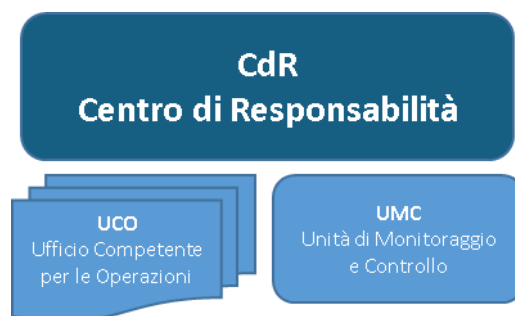 CdR
Centro di Responsabilità
UCO
Ufficio Competente
per le Operazioni
UMC
Unità di Monitoraggio
e Controllo